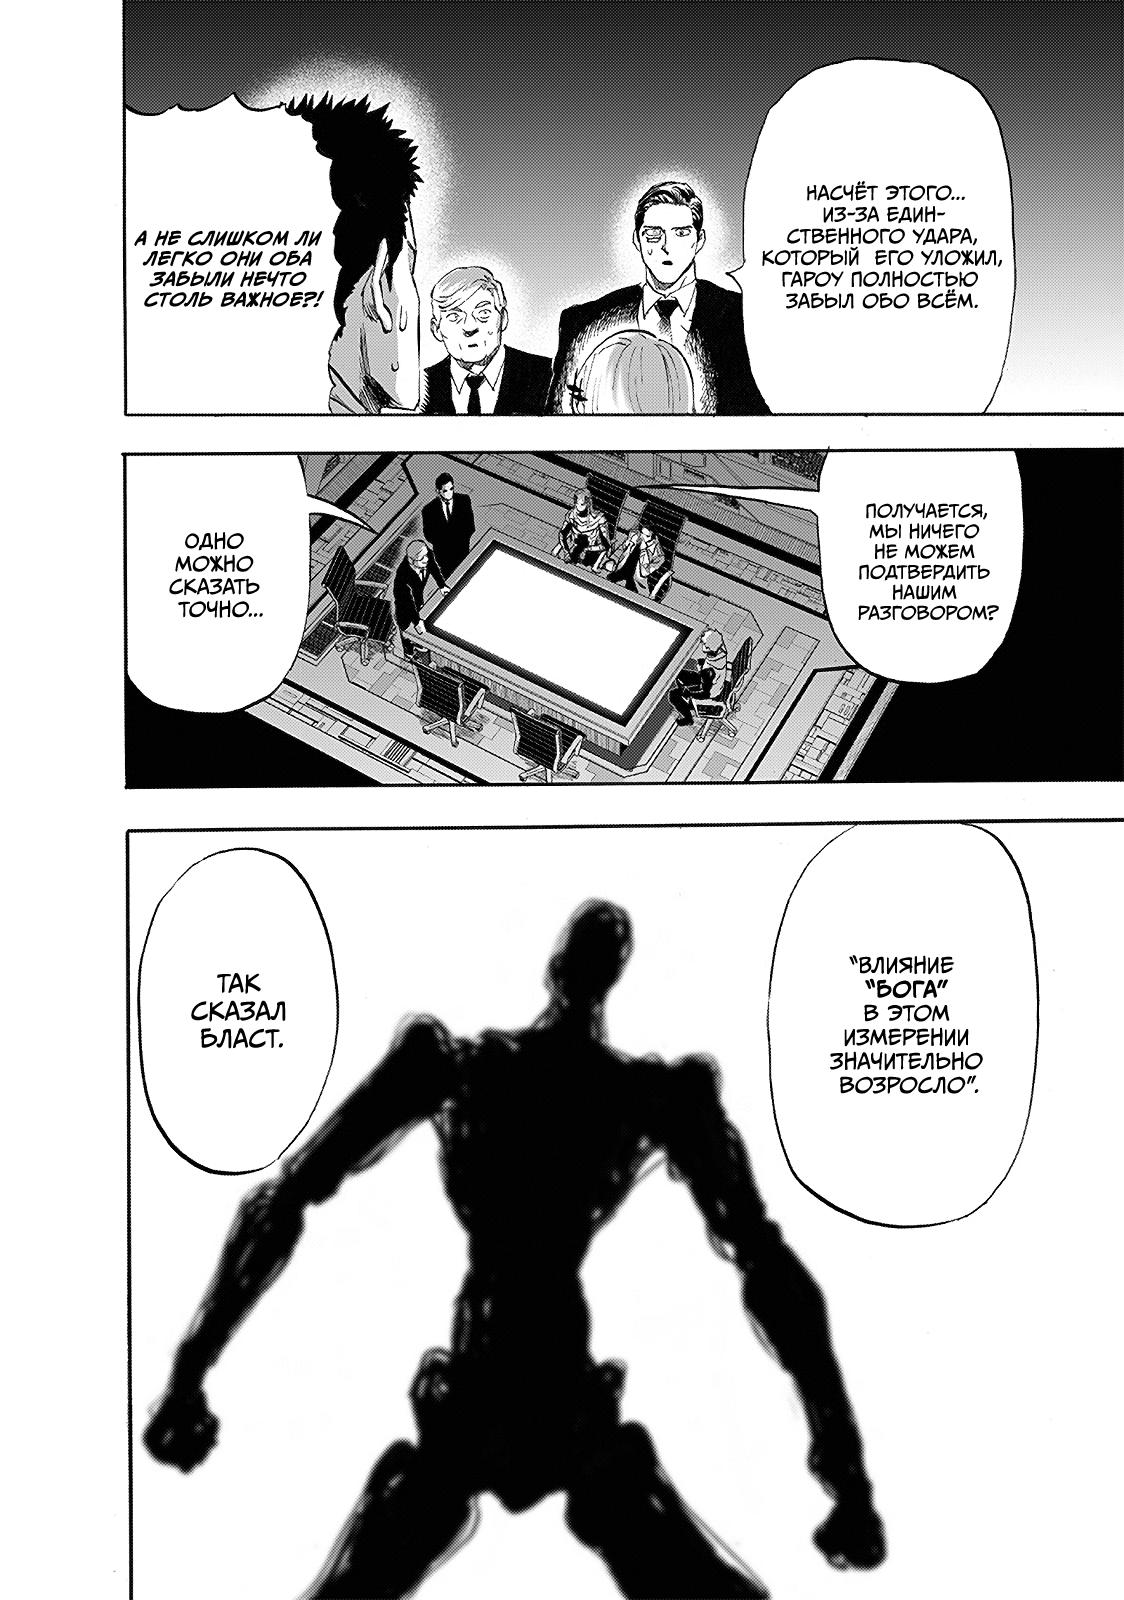 НАСЧЁТ ЭТОГО...
ИЗ-ЗА ЕДИН-
СТВЕННОГО УДАРА,
КОТОРЫЙ ЕГО УЛОЖИЛ,
ГАРОУ ПОЛНОСТЬЮ
ЗАБЫЛ ОБО ВСЁМ.
А НЕ СЛИШКОМ ЛИ
ЛЕГКО ОНИ ОБА
ЗАБЫЛИ НЕЧТО
СТОЛЬ ВАЖНОЕ?!
ПОЛУЧАЕТСЯ,
МЫ НИЧЕГО
НЕ МОЖЕМ
ПОДТВЕРДИТЬ
НАШИМ
РАЗГОВОРОМ?
ОДНО
МОЖНО
СКАЗАТЬ
ТОЧНО...
"ВЛИЯНИЕ
"БОГА"
В ЭТОМ
ИЗМЕРЕНИИ
ЗНАЧИТЕЛЬНО
ВОЗРОСЛО".
ТАК
СКАЗАЛ
БЛАСТ.